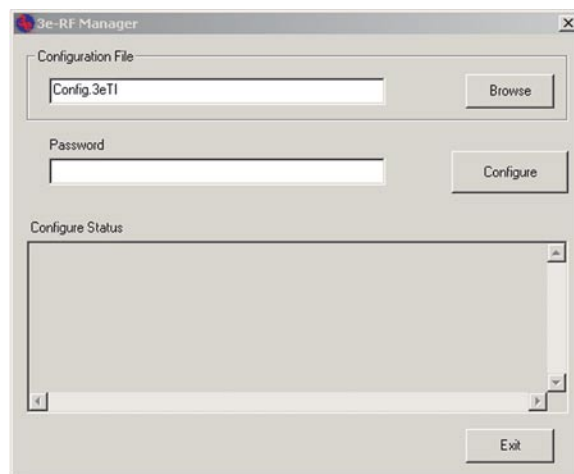 3e-RF Manager
Configuration File
Config.3eTI
Browse
Password
Configure
Configure Status
Exit